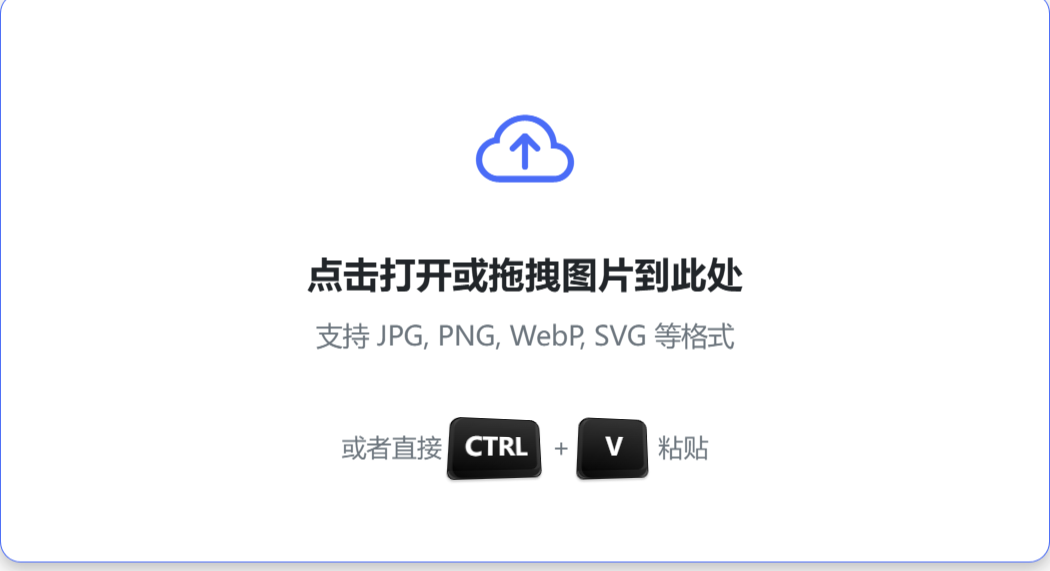 点击打开或拖拽图片到此处
支持 JPG, PNG, WebP, SVG 等格式
或者直接 CTRL + V 粘贴